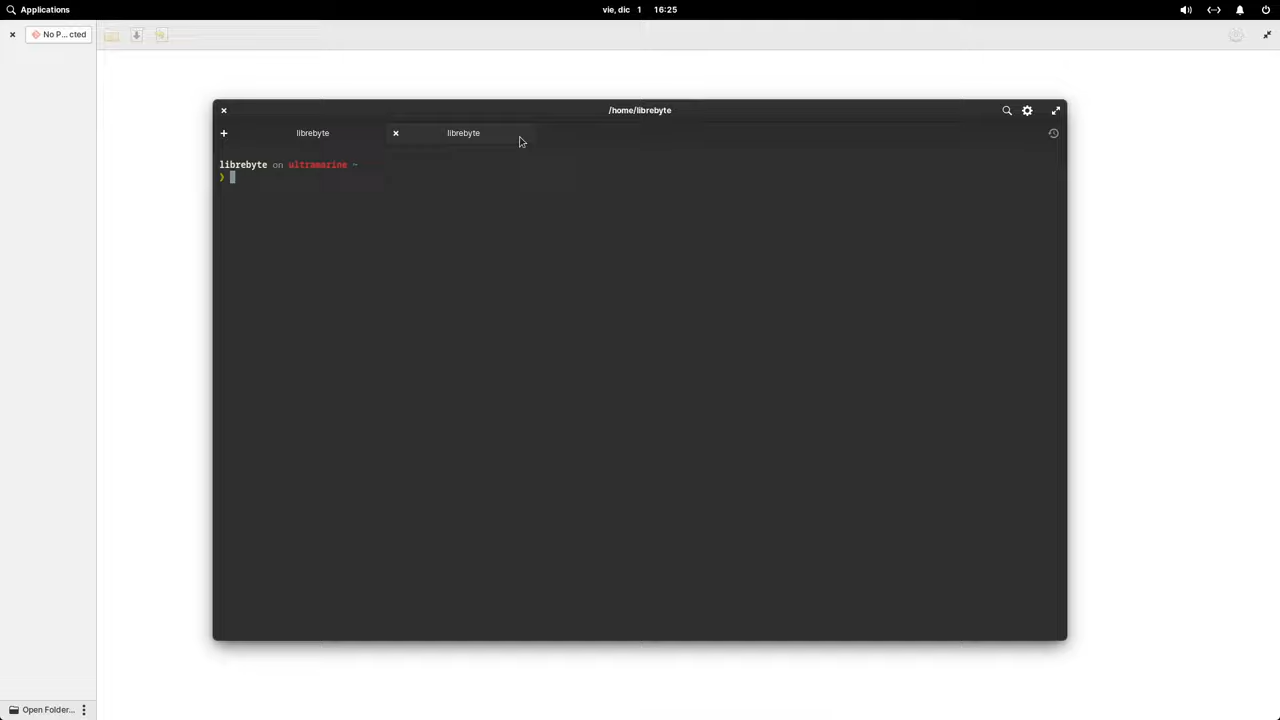 Applications
vie, dic 1 16:25
No P... cted
/home/librebyte
librebyte
librebyte
librebyte on ultramarine ~
❯
Open Folder...